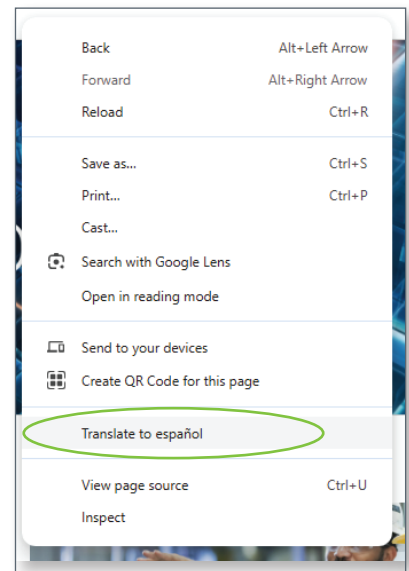 Back Alt+Left Arrow
Forward Alt+Right Arrow
Reload Ctrl+R
Save as... Ctrl+S
Print... Ctrl+P
Cast...
Search with Google Lens
Open in reading mode
Send to your devices
Create QR Code for this page
Translate to español
View page source Ctrl+U
Inspect